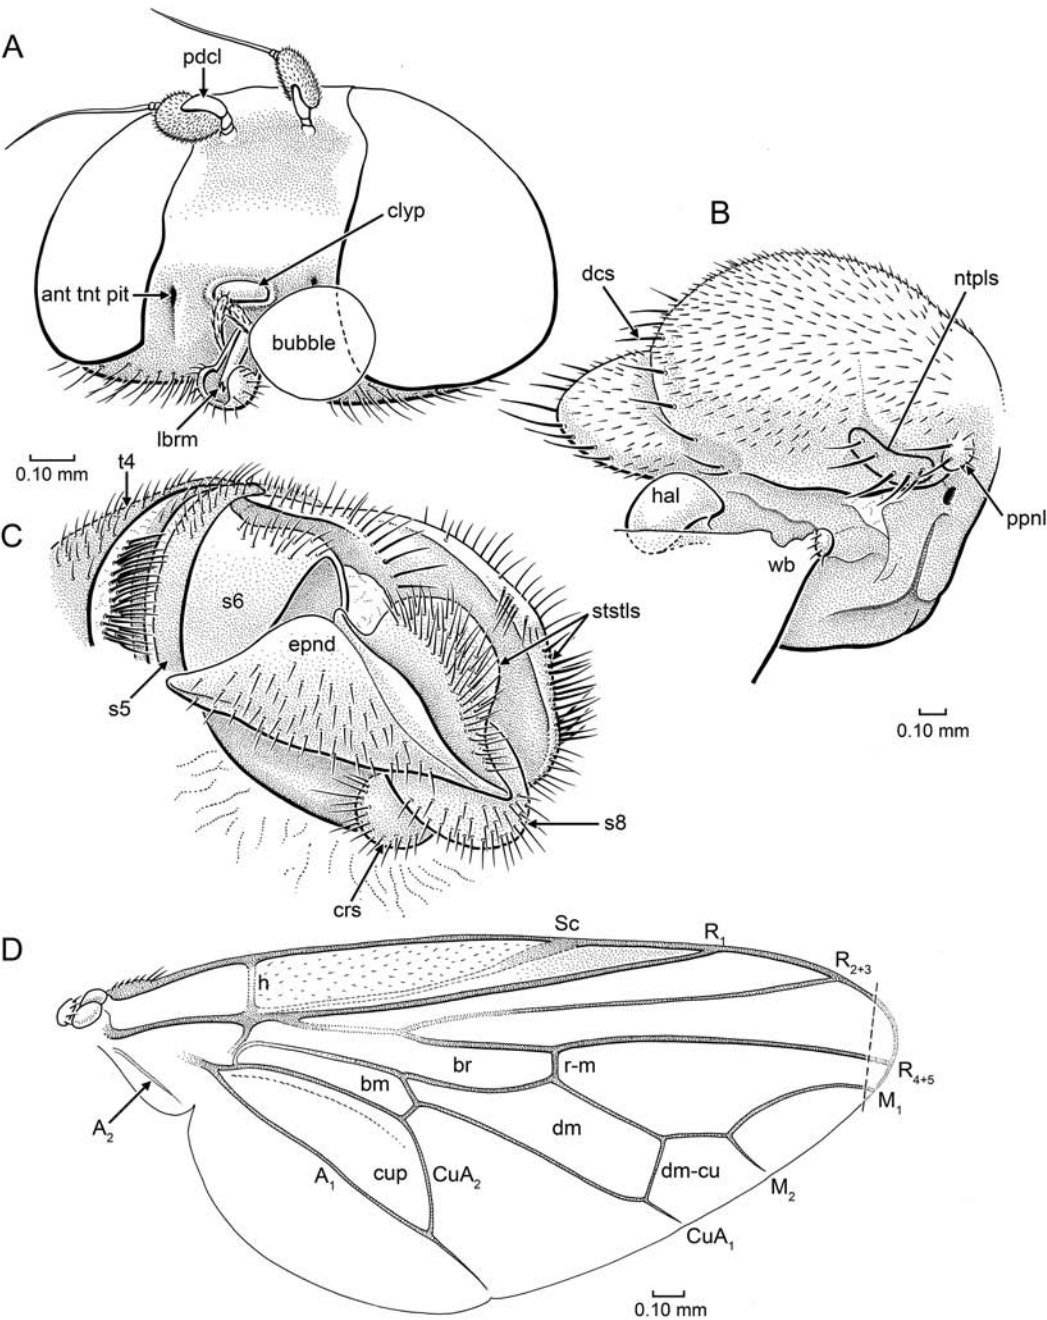 A
pdcl
clyp
ant tnt pit
bubble
lbrm
0.10 mm
B
dcs
ntpls
hal
ppnl
wb
0.10 mm
C
t4
s6
epnd
ststls
s5
s8
crs
D
Sc
R1
R2+3
h
br
r-m
R4+5
bm
M1
A2
dm
cup
CuA2
dm-cu
A1
M2
CuA1
0.10 mm